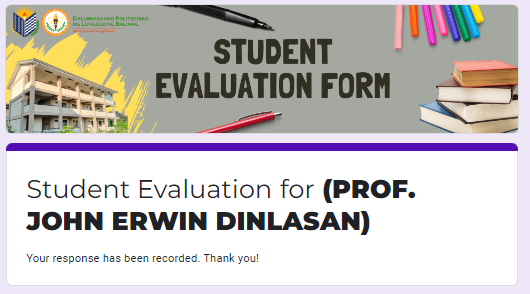 DALUBHASAANG POLITEKNIKO
NG LUNGSOD NG BALIWAG
STUDENT
EVALUATION FORM
Student Evaluation for (PROF.
JOHN ERWIN DINLASAN)
Your response has been recorded. Thank you!